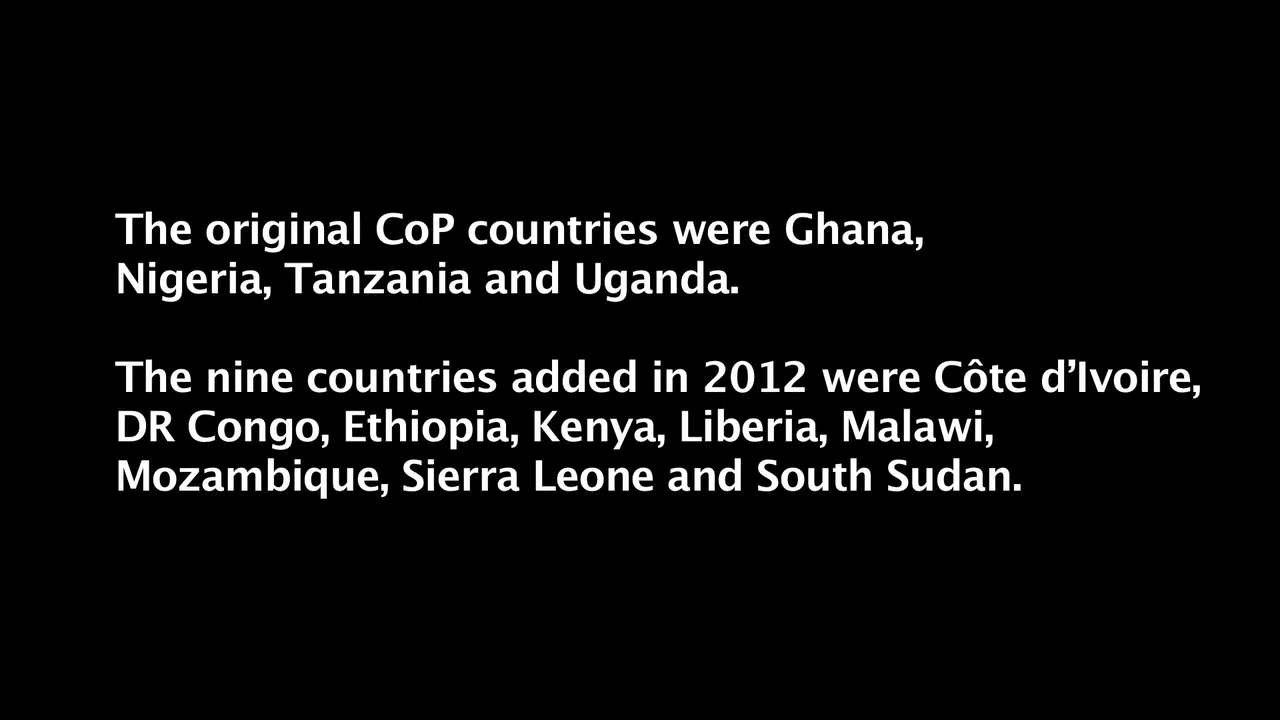 The original CoP countries were Ghana,
Nigeria, Tanzania and Uganda.
The nine countries added in 2012 were Côte d’Ivoire,
DR Congo, Ethiopia, Kenya, Liberia, Malawi,
Mozambique, Sierra Leone and South Sudan.